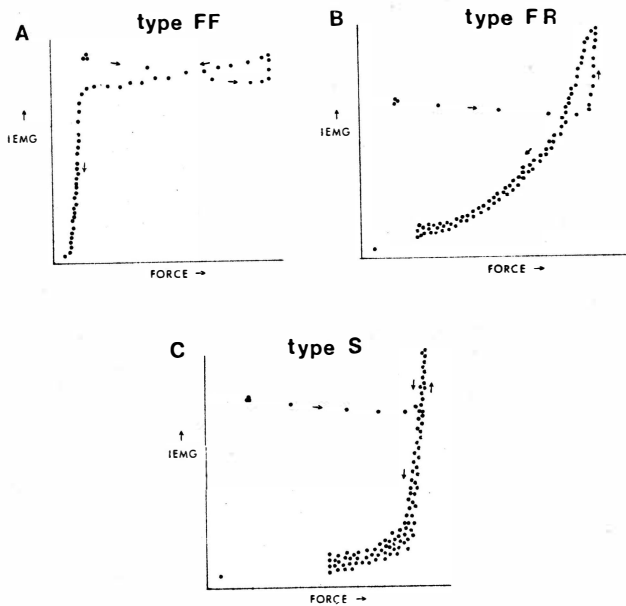 A
type FF
↑
IEMG
FORCE →
B
type FR
↑
IEMG
FORCE →
C
type S
↑
IEMG
FORCE →